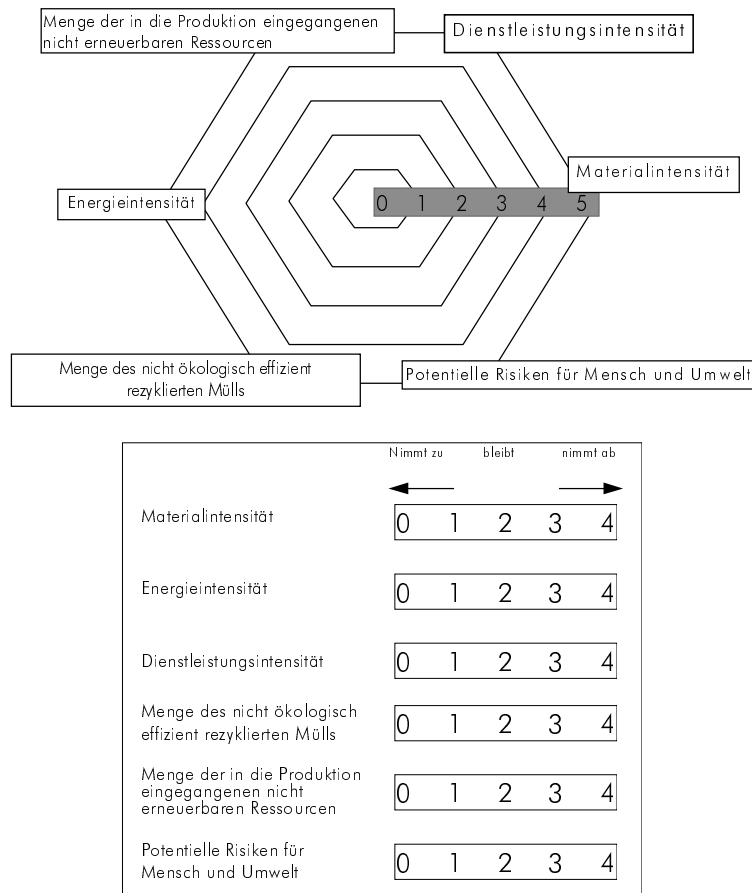 Menge der in die Produktion eingegangenen
nicht erneuerbaren Ressourcen
Dienstleistungsintensität
Materialintensität
Energieintensität
0 1 2 3 4 5
Menge des nicht ökologisch effizient
rezyklierten Mülls
Potentielle Risiken für Mensch und Umwelt
Nimmt zu bleibt nimmt ab
Materialintensität 0 1 2 3 4
Energieintensität 0 1 2 3 4
Dienstleistungsintensität 0 1 2 3 4
Menge des nicht ökologisch
effizient rezyklierten Mülls 0 1 2 3 4
Menge der in die Produktion
eingegangenen nicht 0 1 2 3 4
erneuerbaren Ressourcen
Potentielle Risiken für
Mensch und Umwelt 0 1 2 3 4